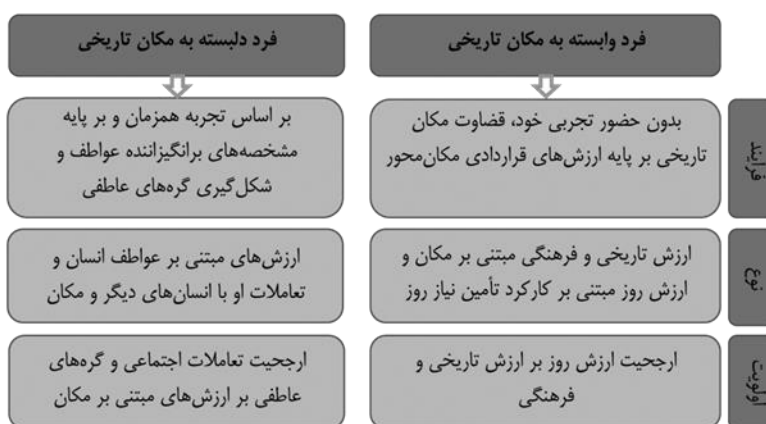 فرد وابسته به مکان تاریخی
فرد دلبسته به مکان تاریخی
فرایند
بدون حضور تجربی خود، قضاوت مکان
تاریخی بر پایه ارزش‌های قراردادی مکان‌محور
بر اساس تجربه همزمان و بر پایه
مشخصه‌های برانگیزاننده عواطف و
شکل‌گیری گره‌های عاطفی
نوع
ارزش تاریخی و فرهنگی مبتنی بر مکان و
ارزش روز مبتنی بر کارکرد تأمین نیاز روز
ارزش‌های مبتنی بر عواطف انسان و
تعاملات او با انسان‌های دیگر و مکان
اولویت
ارجحیت ارزش روز بر ارزش تاریخی و
فرهنگی
ارجحیت تعاملات اجتماعی و گره‌های
عاطفی بر ارزش‌های مبتنی بر مکان